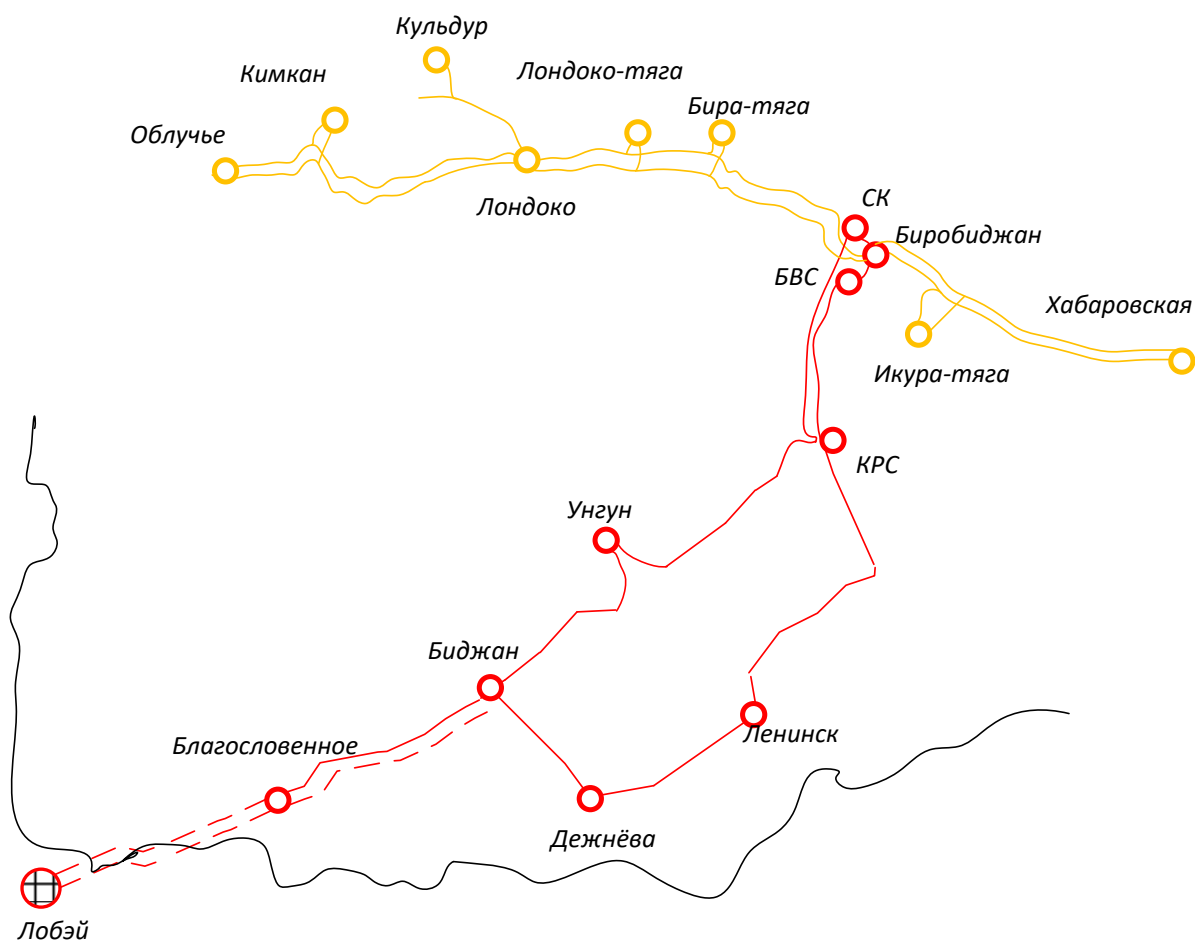 Кульдур
Кимкан
Лондоко-тяга
Бира-тяга
Облучье
Лондоко
СК
Биробиджан
БВС
Хабаровская
Икура-тяга
КРС
Унгун
Биджан
Благословенное
Ленинск
Дежнёва
Лобэй